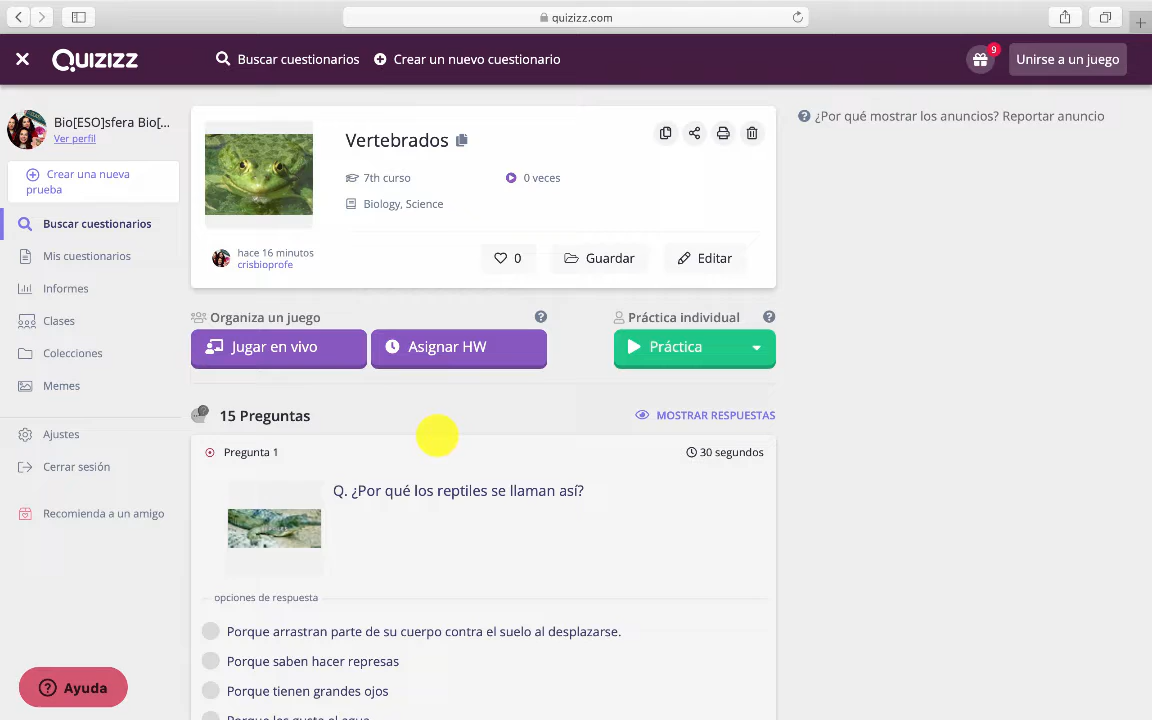 quizizz.com
QUIZIZZ
Buscar cuestionarios
Crear un nuevo cuestionario
9
Unirse a un juego
Bio[ESO]sfera Bio[...
Ver perfil
Crear una nueva
prueba
Buscar cuestionarios
Mis cuestionarios
Informes
Clases
Colecciones
Memes
Ajustes
Cerrar sesión
Recomienda a un amigo
Ayuda
Vertebrados
7th curso
0 veces
Biology, Science
hace 16 minutos
crisbioprofe
0
Guardar
Editar
Organiza un juego
Práctica individual
Jugar en vivo
Asignar HW
Práctica
15 Preguntas
MOSTRAR RESPUESTAS
Pregunta 1
30 segundos
Q. ¿Por qué los reptiles se llaman así?
opciones de respuesta
Porque arrastran parte de su cuerpo contra el suelo al desplazarse.
Porque saben hacer represas
Porque tienen grandes ojos
Porque les gusta el agua
¿Por qué mostrar los anuncios? Reportar anuncio